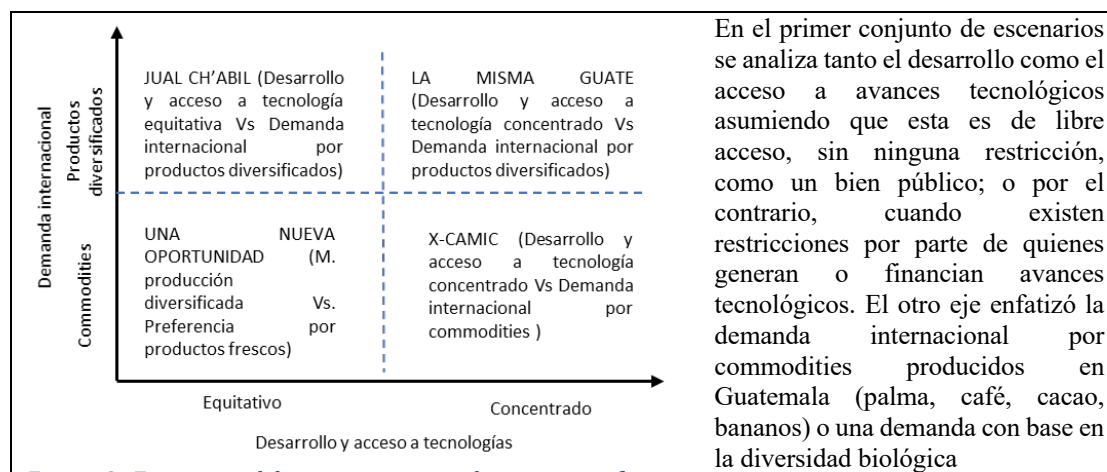 Demanda internacional
Productos
diversificados
Commodities
JUAL CH’ABIL (Desarrollo
y acceso a tecnología
equitativa Vs Demanda
internacional por
productos diversificados)
LA MISMA GUATE
(Desarrollo y acceso a
tecnología concentrado Vs
Demanda internacional por
productos diversificados)
UNA NUEVA
OPORTUNIDAD (M.
producción
diversificada Vs.
Preferencia por
productos frescos)
X-CAMIC (Desarrollo y
acceso a tecnología
concentrado Vs Demanda
internacional por
commodities )
Equitativo
Concentrado
Desarrollo y acceso a tecnologías
En el primer conjunto de escenarios
se analiza tanto el desarrollo como el
acceso a avances tecnológicos
asumiendo que esta es de libre
acceso, sin ninguna restricción,
como un bien público; o por el
contrario, cuando existen
restricciones por parte de quienes
generan o financian avances
tecnológicos. El otro eje enfatizó la
demanda internacional por
commodities producidos en
Guatemala (palma, café, cacao,
bananos) o una demanda con base en
la diversidad biológica